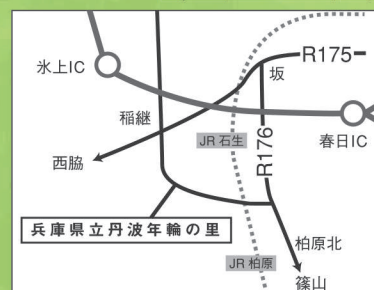 R175
氷上IC
坂
稲継
JR 石生
春日IC
R176
西脇
兵庫県立丹波年輪の里
柏原北
JR 柏原
篠山